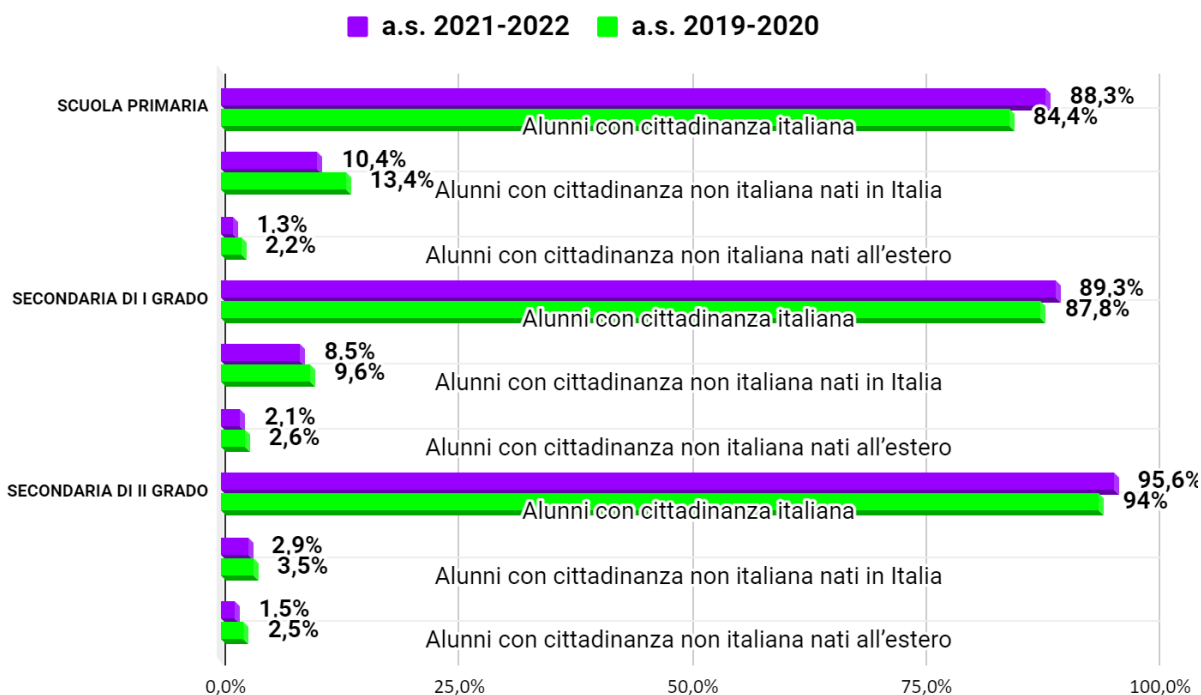 a.s. 2021-2022 a.s. 2019-2020
SCUOLA PRIMARIA
88,3%
84,4%
Alunni con cittadinanza italiana
10,4%
13,4%
Alunni con cittadinanza non italiana nati in Italia
1,3%
2,2%
Alunni con cittadinanza non italiana nati all'estero
SECONDARIA DI I GRADO
89,3%
87,8%
Alunni con cittadinanza italiana
8,5%
9,6%
Alunni con cittadinanza non italiana nati in Italia
2,1%
2,6%
Alunni con cittadinanza non italiana nati all'estero
SECONDARIA DI II GRADO
95,6%
94%
Alunni con cittadinanza italiana
2,9%
3,5%
Alunni con cittadinanza non italiana nati in Italia
1,5%
2,5%
Alunni con cittadinanza non italiana nati all'estero
0,0% 25,0% 50,0% 75,0% 100,0%